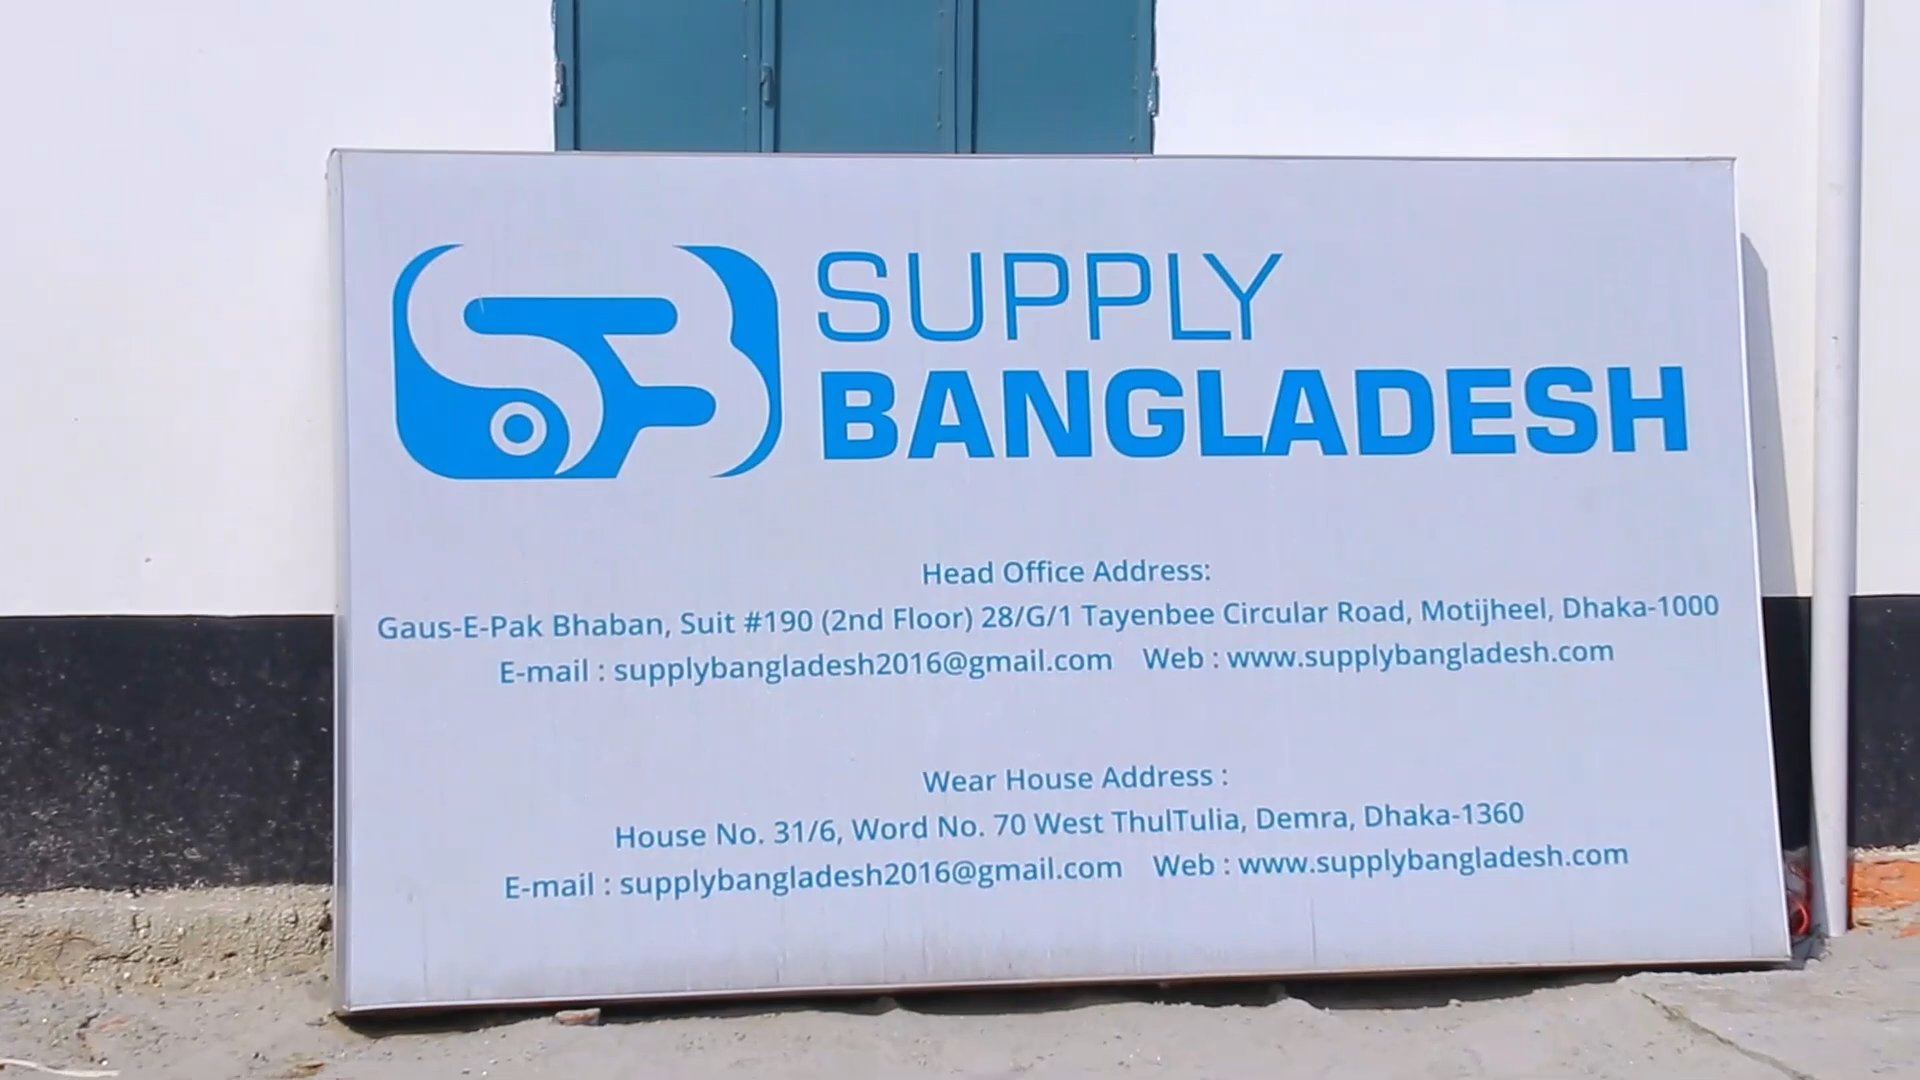 SB
SUPPLY
BANGLADESH
Head Office Address:
Gaus-E-Pak Bhaban, Suit #190 (2nd Floor) 28/G/1 Tayenbee Circular Road, Motijheel, Dhaka-1000
E-mail : supplybangladesh2016@gmail.com Web : www.supplybangladesh.com
Wear House Address :
House No. 31/6, Word No. 70 West ThulTulia, Demra, Dhaka-1360
E-mail : supplybangladesh2016@gmail.com Web : www.supplybangladesh.com